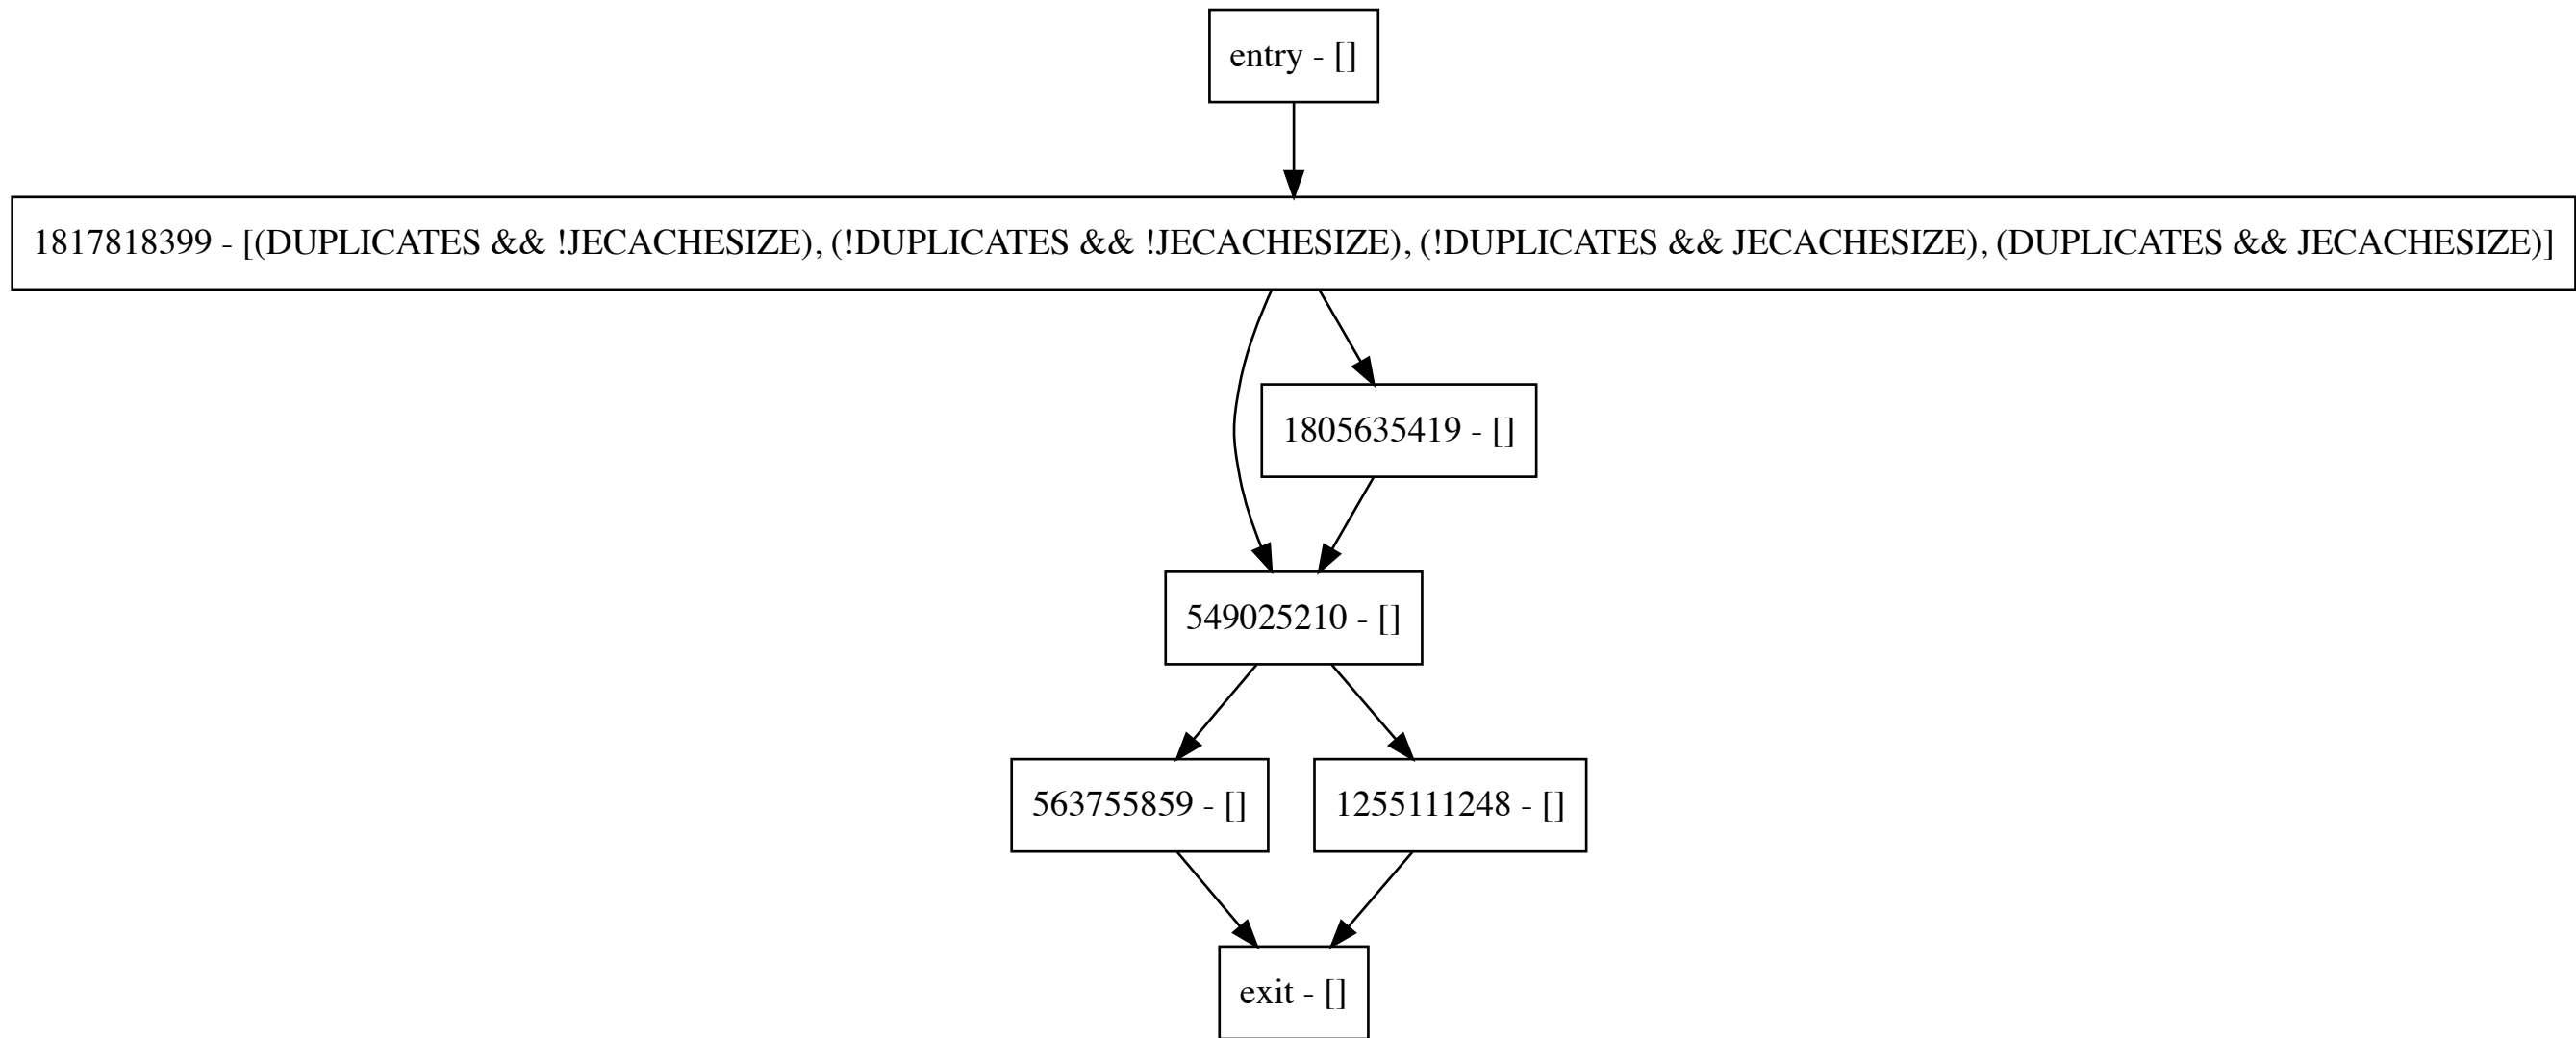 entry - []
1817818399 - [(DUPLICATES && !JECACHESIZE), (!DUPLICATES && !JECACHESIZE), (!DUPLICATES && JECACHESIZE), (DUPLICATES && JECACHESIZE)]
1805635419 - []
549025210 - []
563755859 - []
1255111248 - []
exit - []